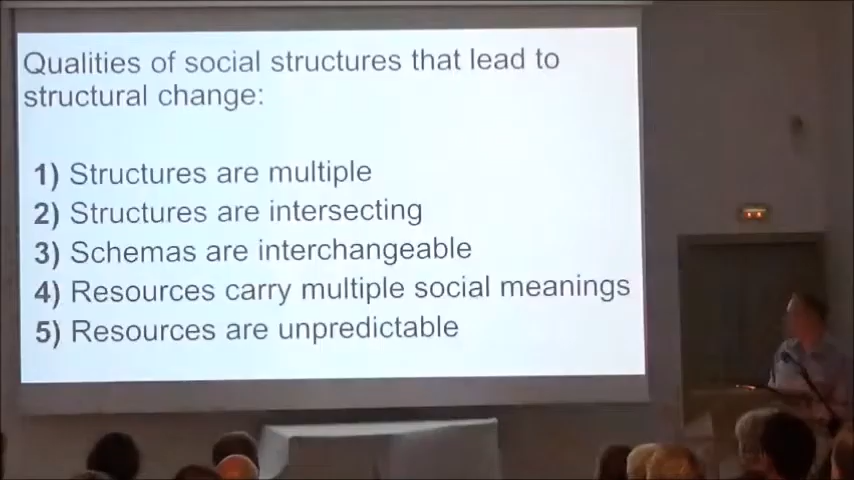 Qualities of social structures that lead to
structural change:
1) Structures are multiple
2) Structures are intersecting
3) Schemas are interchangeable
4) Resources carry multiple social meanings
5) Resources are unpredictable